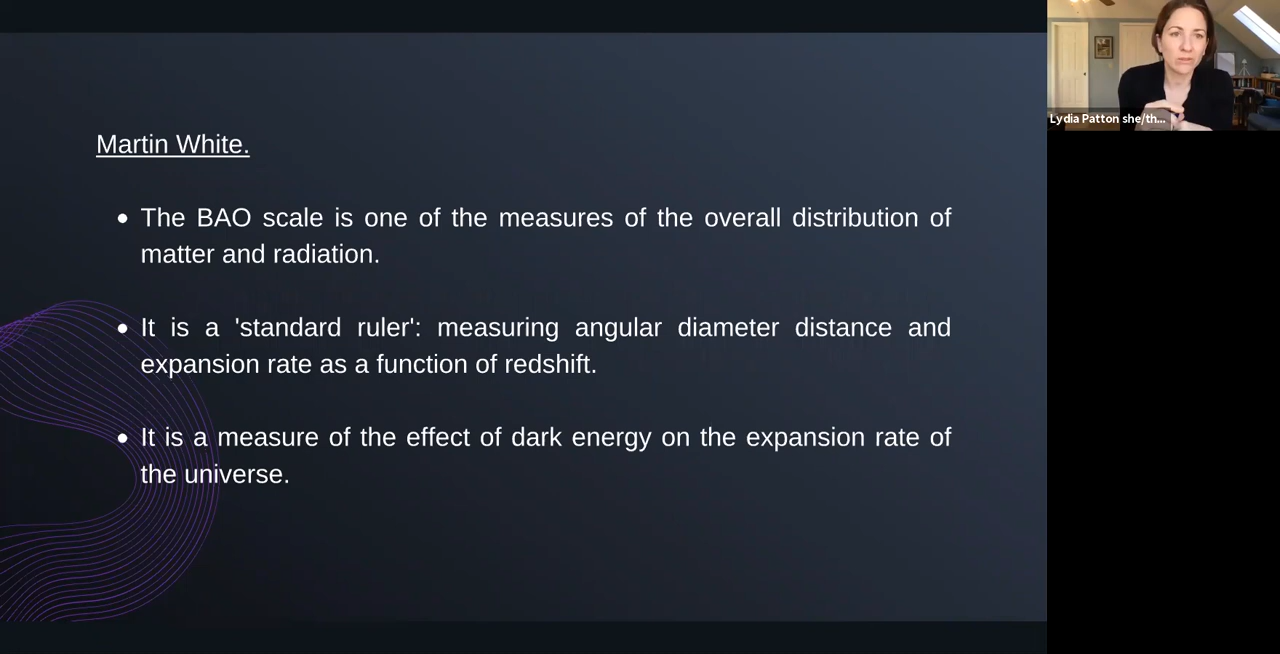 Martin White.
The BAO scale is one of the measures of the overall distribution of
matter and radiation.
It is a 'standard ruler': measuring angular diameter distance and
expansion rate as a function of redshift.
It is a measure of the effect of dark energy on the expansion rate of
the universe.
Lydia Patton she/th...